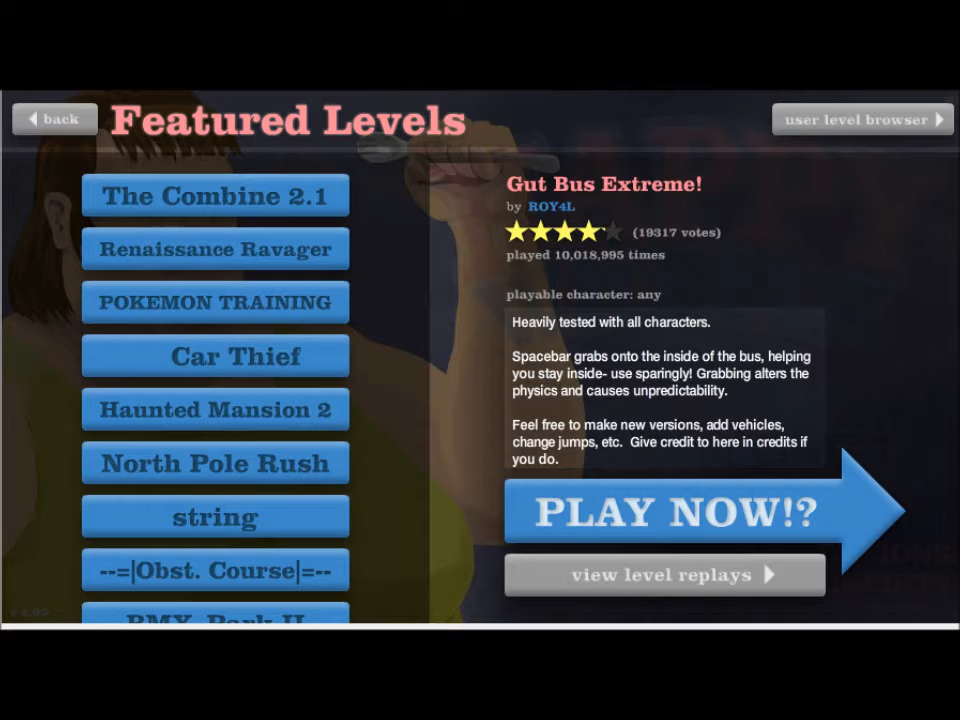 back
Featured Levels
user level browser
The Combine 2.1
Renaissance Ravager
POKEMON TRAINING
Car Thief
Haunted Mansion 2
North Pole Rush
string
--=|Obst. Course|=--
BMX Park II
Gut Bus Extreme!
by ROY4L
(19317 votes)
played 10,018,995 times
playable character: any
Heavily tested with all characters.
Spacebar grabs onto the inside of the bus, helping
you stay inside- use sparingly! Grabbing alters the
physics and causes unpredictability.
Feel free to make new versions, add vehicles,
change jumps, etc. Give credit to here in credits if
you do.
PLAY NOW!?
view level replays